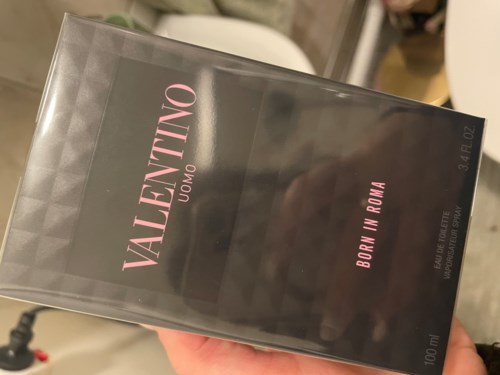 VALENTINO
UOMO
BORN IN ROMA
EAU DE TOILETTE
VAPORISATEUR SPRAY
100 ml
3.4 FL.OZ